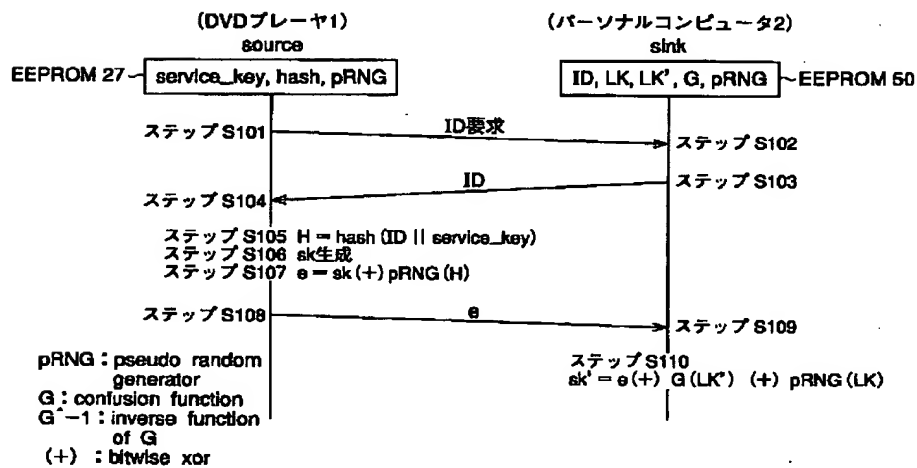 (DVDプレーヤ1)
source
(パーソナルコンピュータ2)
sink
EEPROM 27
service_key, hash, pRNG
ID, LK, LK', G, pRNG
EEPROM 50
ステップ S101
ID要求
ステップ S102
ID
ステップ S103
ステップ S104
ステップ S105 H = hash (ID || service_key)
ステップ S106 sk生成
ステップ S107 e = sk (+) pRNG (H)
ステップ S108
e
ステップ S109
ステップ S110
sk' = e (+) G (LK') (+) pRNG (LK)
pRNG : pseudo random
generator
G : confusion function
G^-1 : inverse function
of G
(+) : bitwise xor